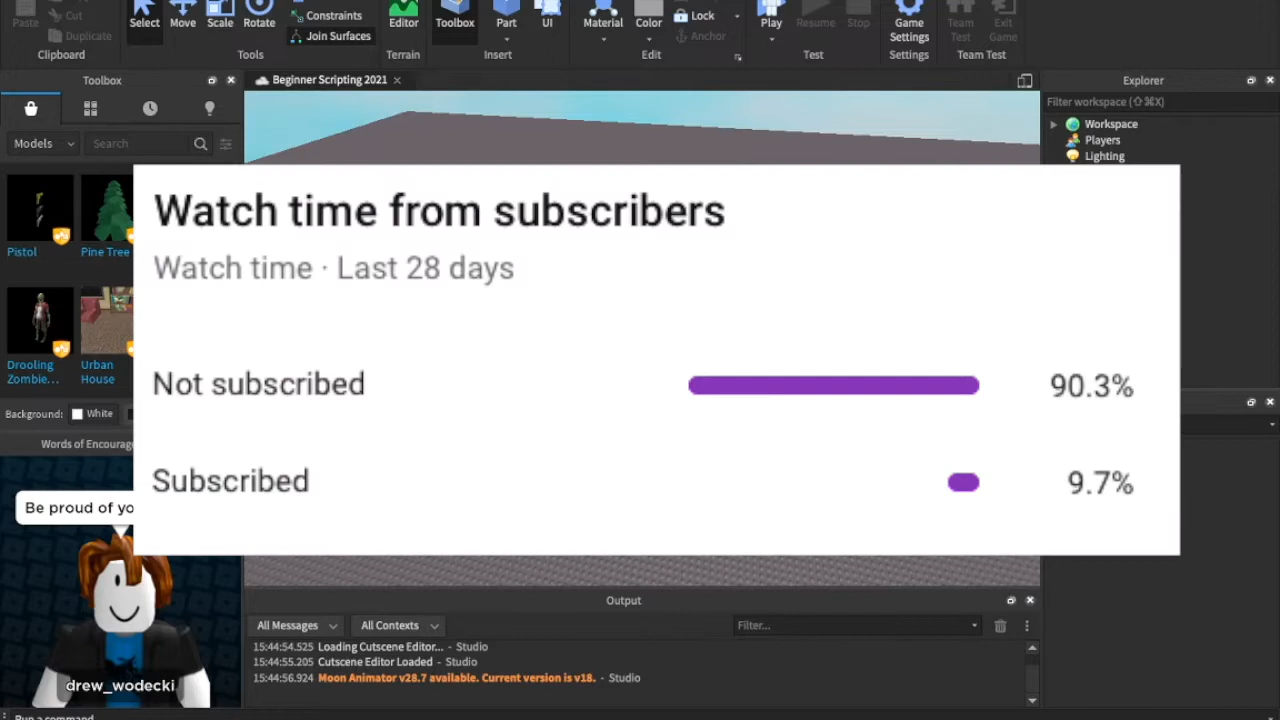 Paste
Cut
Duplicate
Clipboard
Select
Move
Scale
Rotate
Constraints
Join Surfaces
Tools
Editor
Terrain
Toolbox
Part
UI
Insert
Material
Color
Lock
Anchor
Edit
Play
Resume
Stop
Test
Game
Settings
Settings
Team
Test
Exit
Game
Team Test
Toolbox
Beginner Scripting 2021
Explorer
Filter workspace (⇧⌘X)
Models
Search
Workspace
Players
Lighting
Pistol
Pine Tree
Drooling
Zombie...
Urban
House
Background:
White
Words of Encourag
Be proud of yo
drew_wodecki
Watch time from subscribers
Watch time · Last 28 days
Not subscribed 90.3%
Subscribed 9.7%
Output
All Messages
All Contexts
Filter...
15:44:54.525 Loading Cutscene Editor... - Studio
15:44:55.205 Cutscene Editor Loaded - Studio
15:44:56.924 Moon Animator v28.7 available. Current version is v18. - Studio
Run a command